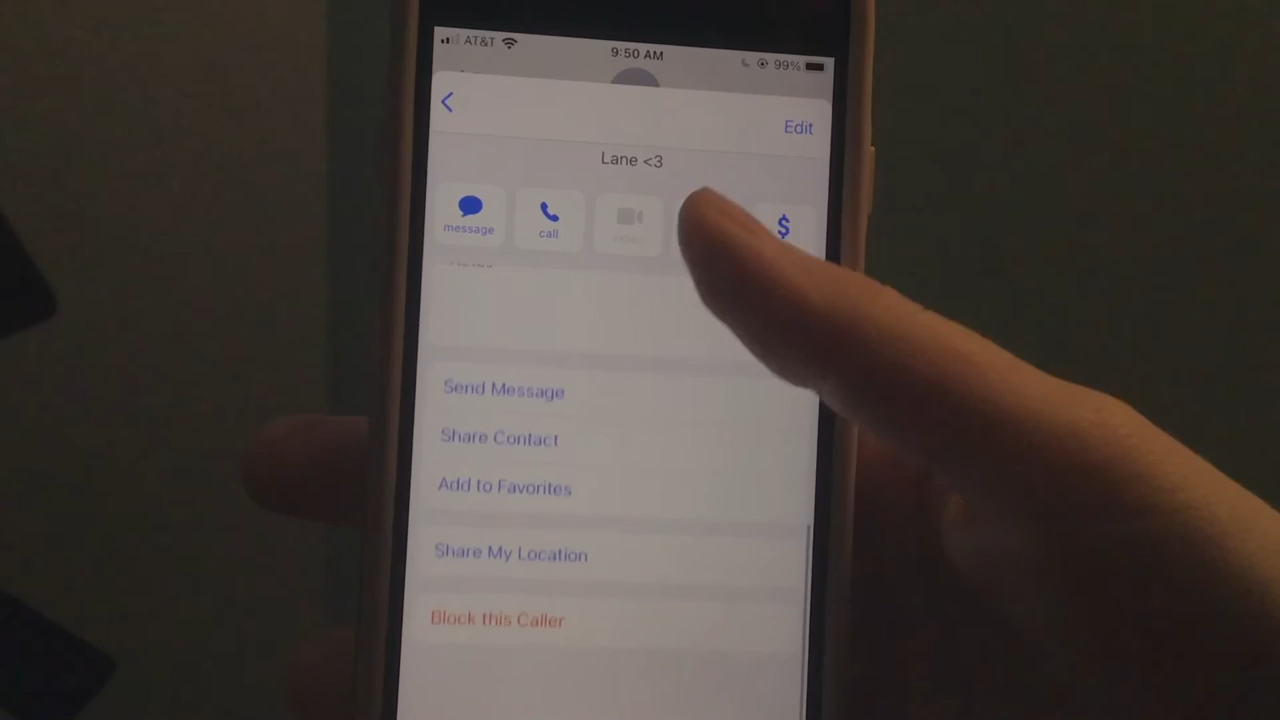 AT&T
9:50 AM
99%
Edit
Lane <3
message
call
$
Send Message
Share Contact
Add to Favorites
Share My Location
Block this Caller